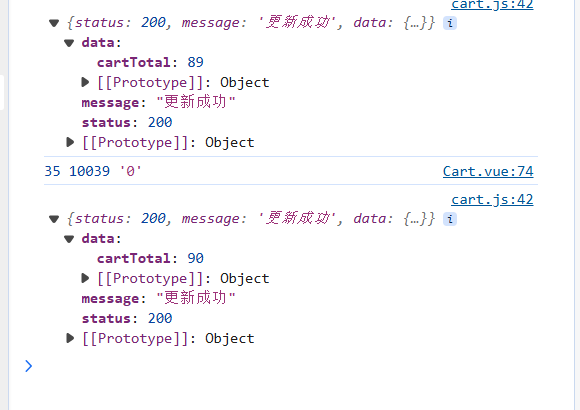 cart.js:42
{status: 200, message: '更新成功', data: {…}} i
data:
cartTotal: 89
[[Prototype]]: Object
message: "更新成功"
status: 200
[[Prototype]]: Object
35 10039 '0' Cart.vue:74
cart.js:42
{status: 200, message: '更新成功', data: {…}} i
data:
cartTotal: 90
[[Prototype]]: Object
message: "更新成功"
status: 200
[[Prototype]]: Object